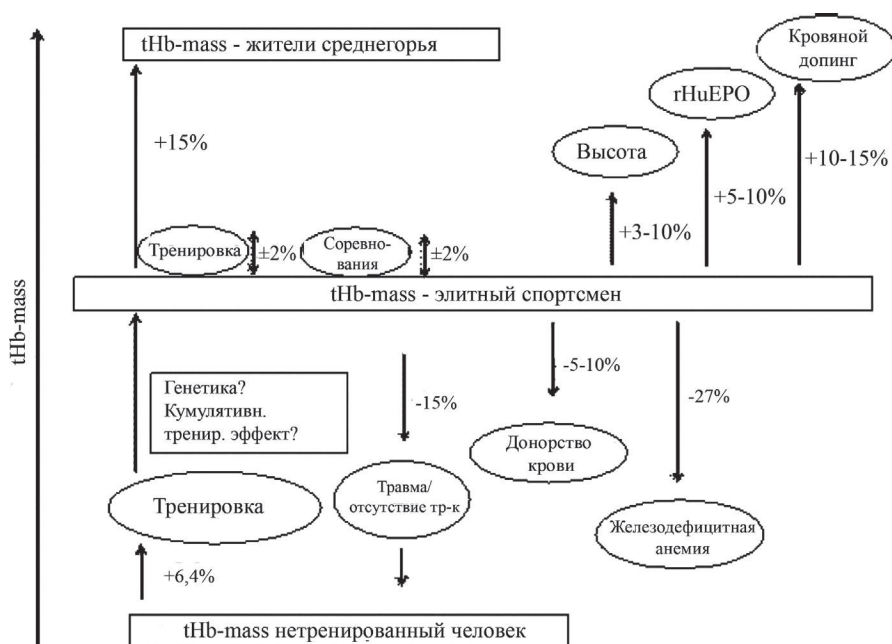 tHb-mass - жители среднегорья
Кровяной
допинг
rHuEPO
+15%
Высота
+10-15%
+5-10%
+3-10%
Тренировка
±2%
Соревно-
вания
±2%
tHb-mass - элитный спортсмен
tHb-mass
Генетика?
Кумулятивн.
тренир. эффект?
-15%
-5-10%
-27%
Донорство
крови
Тренировка
Травма/
отсутствие тр-к
Железодефицитная
анемия
+6,4%
tHb-mass нетренированный человек